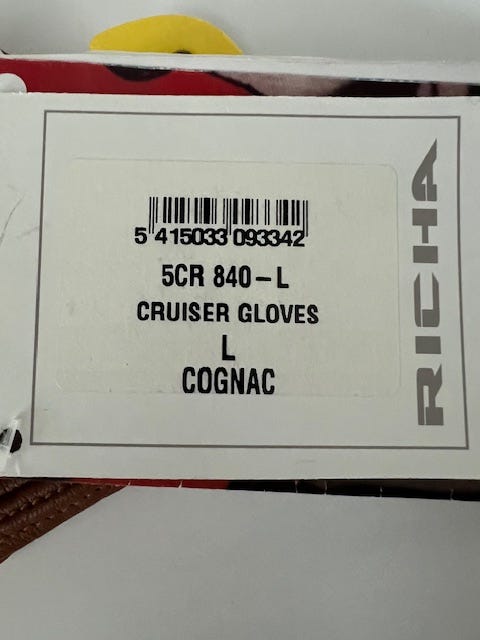 5 415033 093342
5CR 840-L
CRUISER GLOVES
L
COGNAC
RICHA